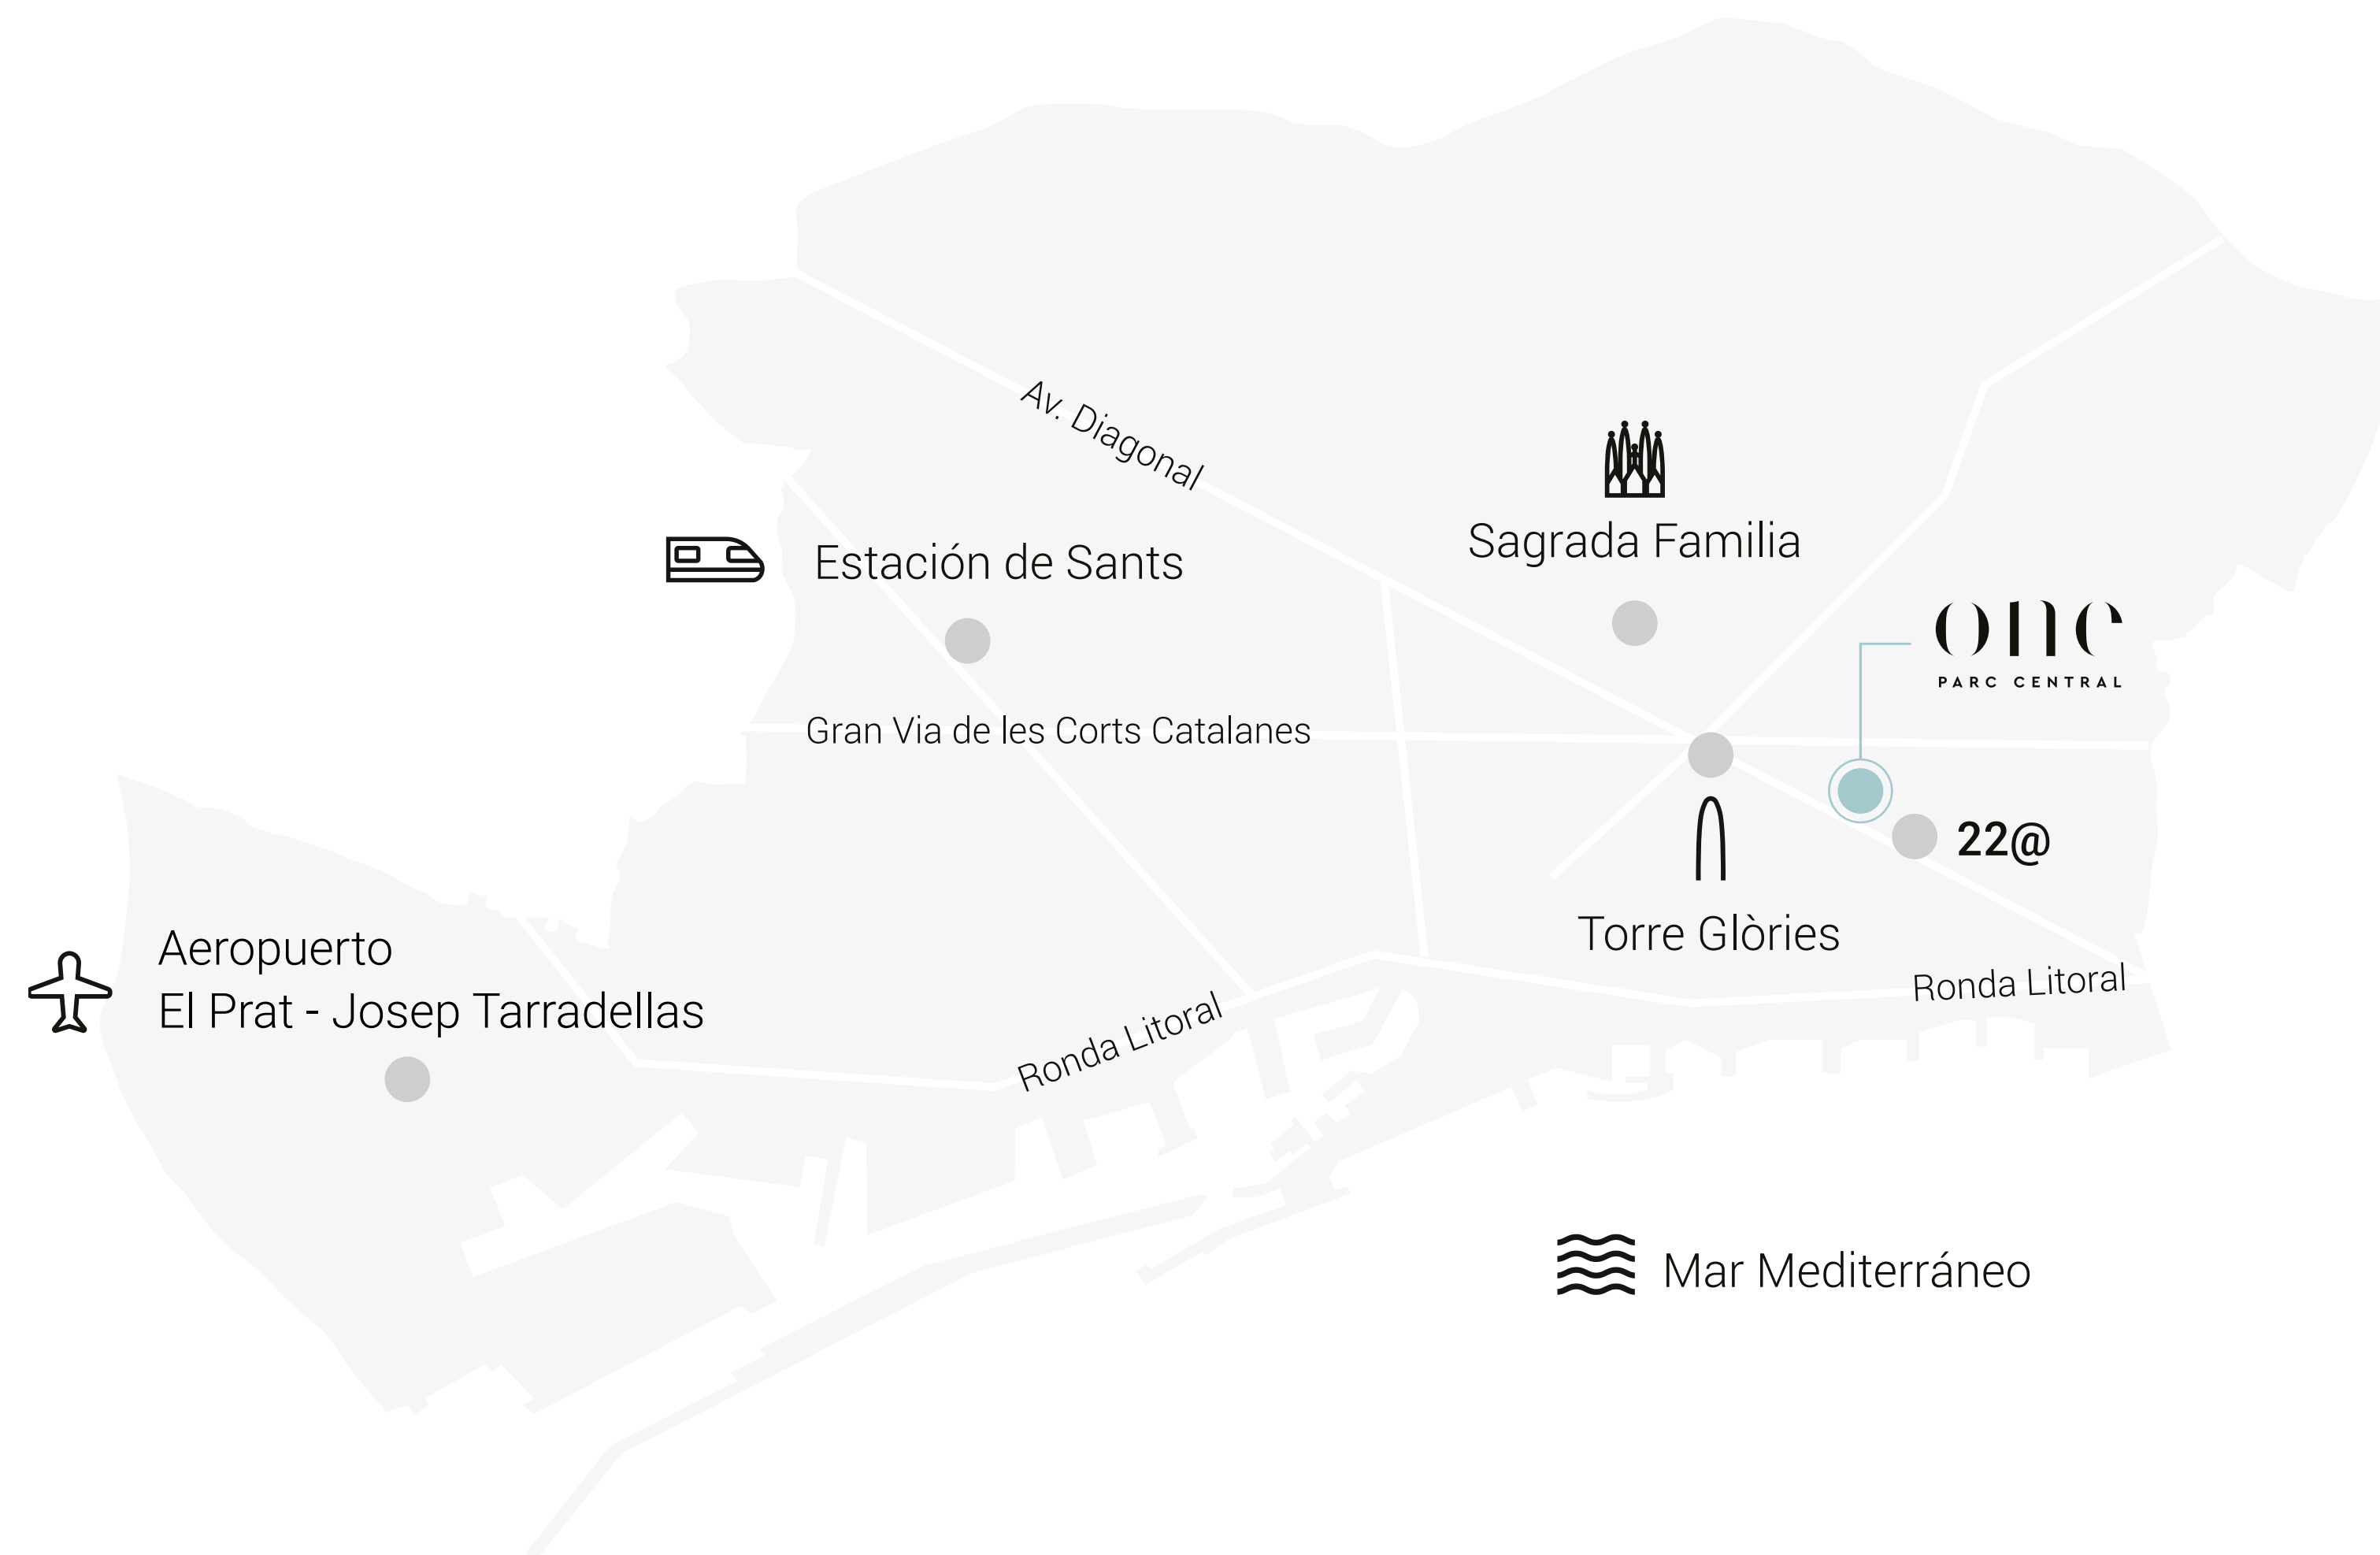 Av. Diagonal
Sagrada Familia
Estación de Sants
one
PARC CENTRAL
Gran Via de les Corts Catalanes
22@
Torre Glòries
Aeropuerto
El Prat - Josep Tarradellas
Ronda Litoral
Ronda Litoral
Mar Mediterráneo